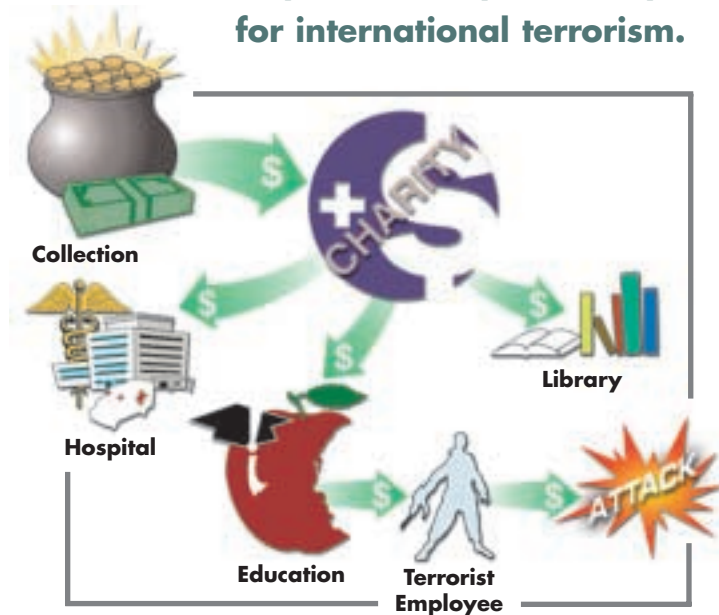 for international terrorism.
$
CHARITY
Collection
$
$
$
Library
Hospital
$
$
ATTACK
Education
Terrorist
Employee